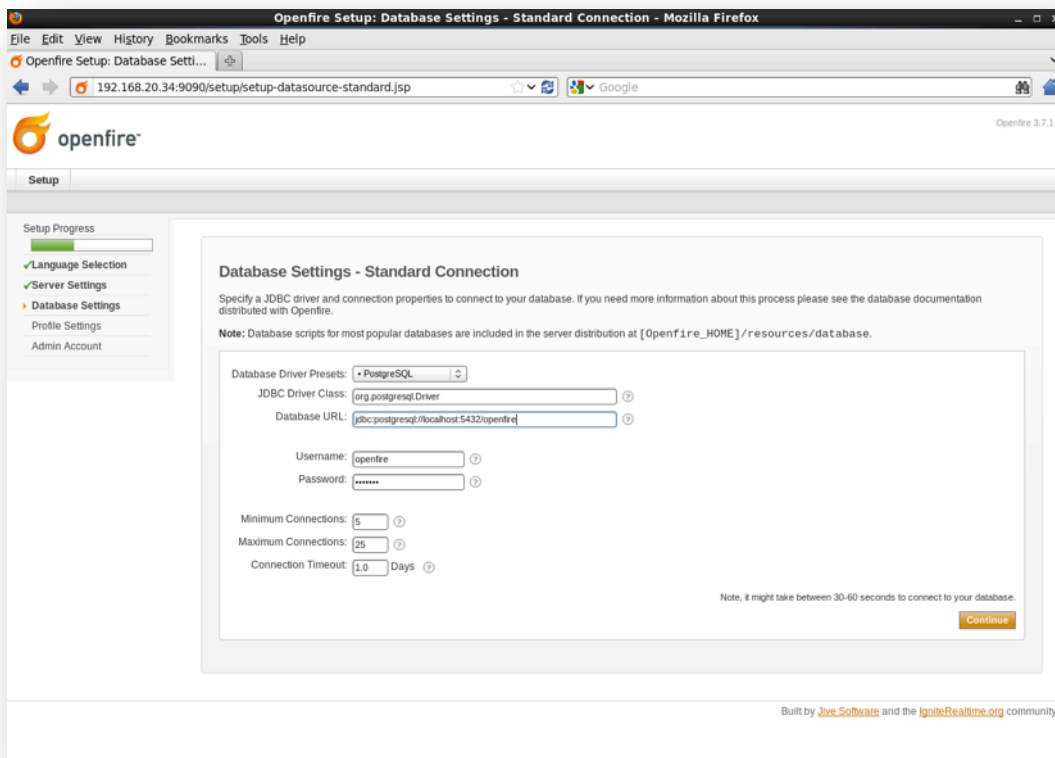 Openfire Setup: Database Settings - Standard Connection - Mozilla Firefox
File Edit View History Bookmarks Tools Help
Openfire Setup: Database Setti...
192.168.20.34:9090/setup/setup-datasource-standard.jsp
Google
openfire™
Openfire 3.7.1
Setup
Setup Progress
✓Language Selection
✓Server Settings
Database Settings
Profile Settings
Admin Account
Database Settings - Standard Connection
Specify a JDBC driver and connection properties to connect to your database. If you need more information about this process please see the database documentation
distributed with Openfire.
Note: Database scripts for most popular databases are included in the server distribution at [Openfire_HOME]/resources/database.
Database Driver Presets: • PostgreSQL
JDBC Driver Class: org.postgresql.Driver ?
Database URL: jdbc:postgresql://localhost:5432/openfire ?
Username: openfire ?
Password: ••••••• ?
Minimum Connections: 5 ?
Maximum Connections: 25 ?
Connection Timeout: 1.0 Days ?
Note, it might take between 30-60 seconds to connect to your database.
Continue
Built by Jive Software and the IgniteRealtime.org community